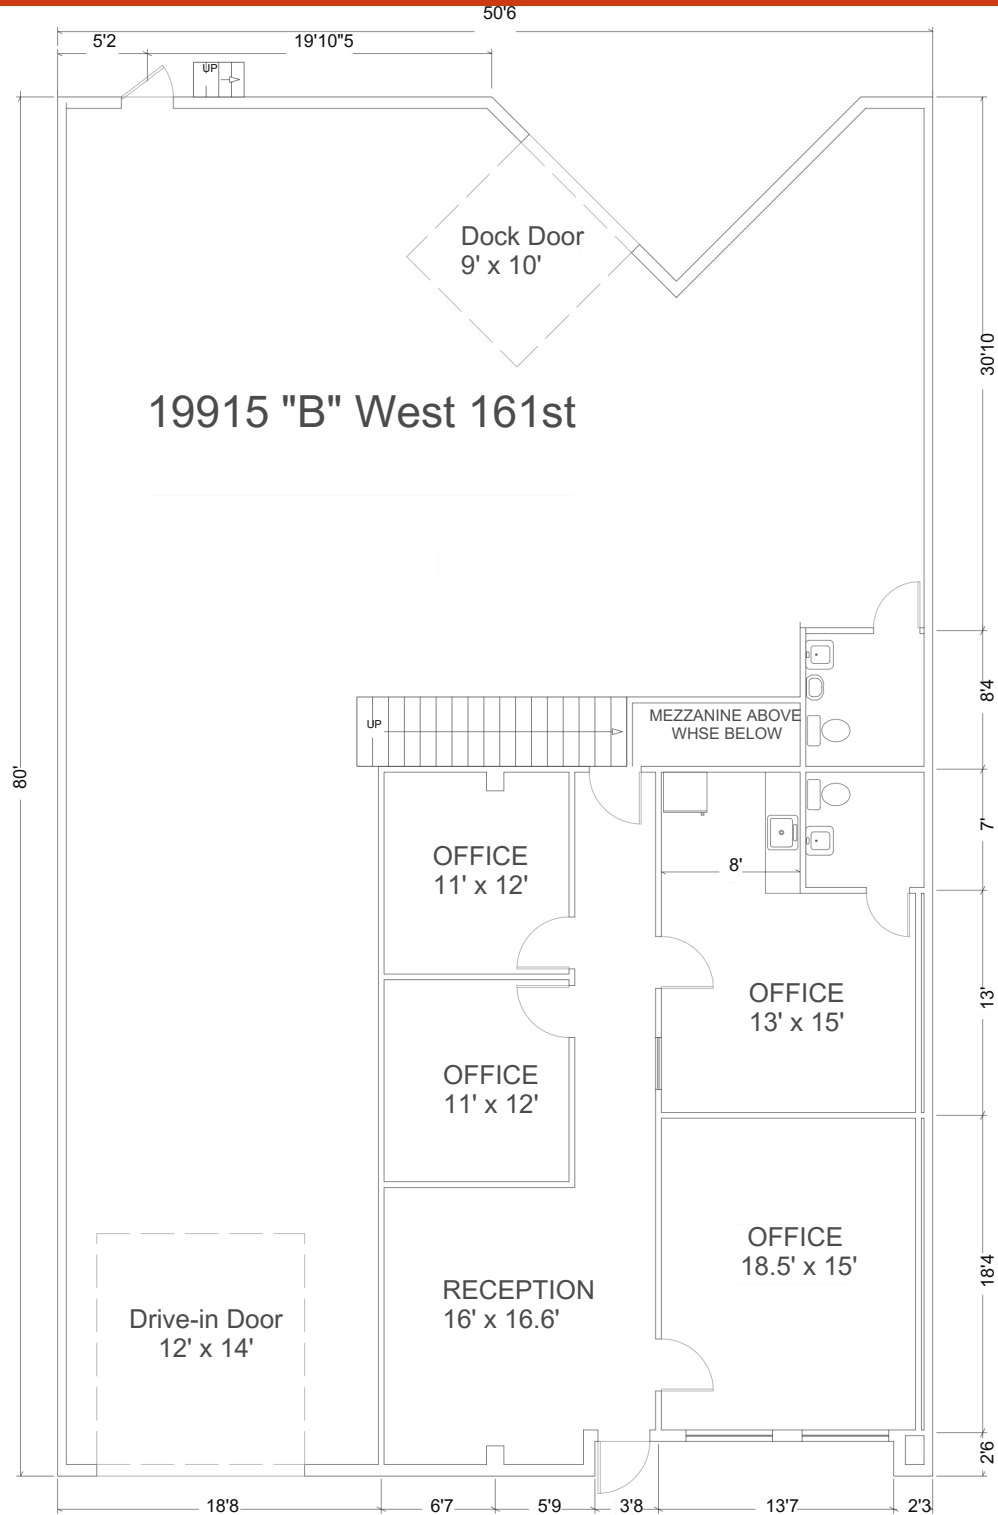 50'6
5'2
19'10"5
UP
Dock Door
9' x 10'
30'10
19915 "B" West 161st
8'4
MEZZANINE ABOVE
WHSE BELOW
UP
80'
7'
8'
OFFICE
11' x 12'
OFFICE
13' x 15'
13'
OFFICE
11' x 12'
OFFICE
18.5' x 15'
18'4
RECEPTION
16' x 16.6'
Drive-in Door
12' x 14'
2'6
18'8
6'7
5'9
3'8
13'7
2'3